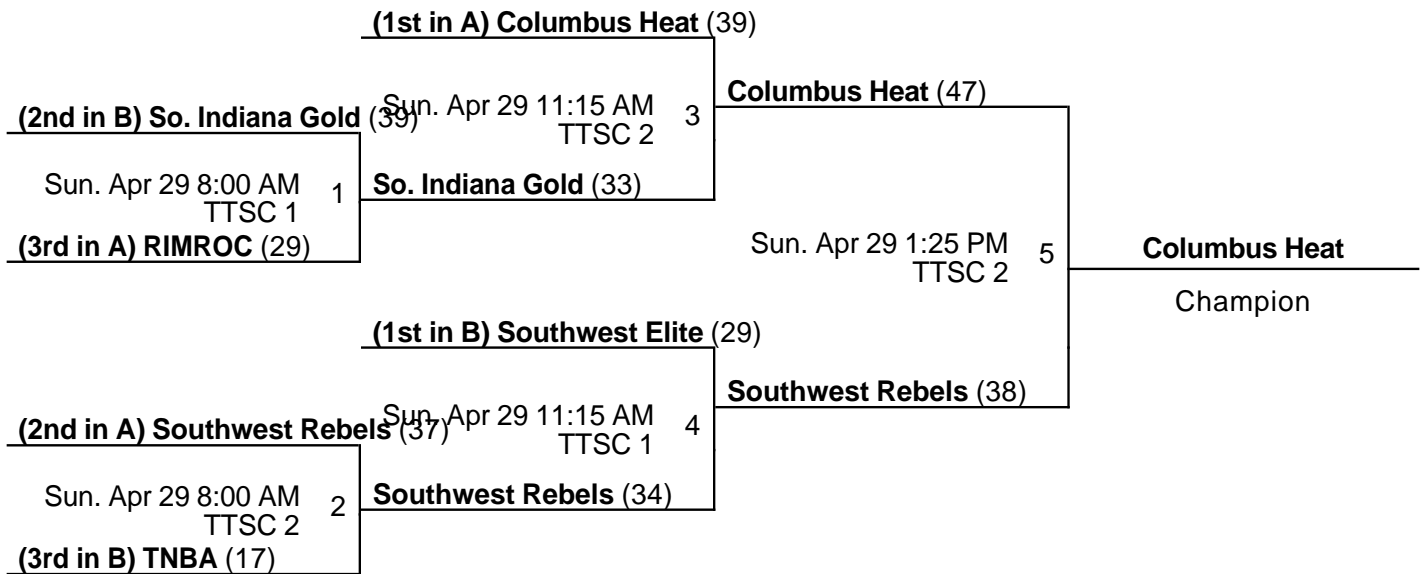 (1st in A) Columbus Heat (39)
Sun. Apr 29 11:15 AM
TTSC 2
3
Columbus Heat (47)
(2nd in B) So. Indiana Gold (39)
Sun. Apr 29 8:00 AM
TTSC 1
1
So. Indiana Gold (33)
(3rd in A) RIMROC (29)
Sun. Apr 29 1:25 PM
TTSC 2
5
Columbus Heat
Champion
(1st in B) Southwest Elite (29)
Sun. Apr 29 11:15 AM
TTSC 1
4
Southwest Rebels (38)
(2nd in A) Southwest Rebels (37)
Sun. Apr 29 8:00 AM
TTSC 2
2
Southwest Rebels (34)
(3rd in B) TNBA (17)